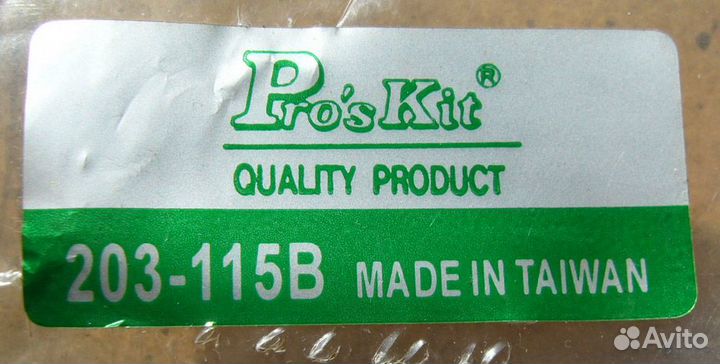 Pro'sKit®
QUALITY PRODUCT
203-115B MADE IN TAIWAN
Avito